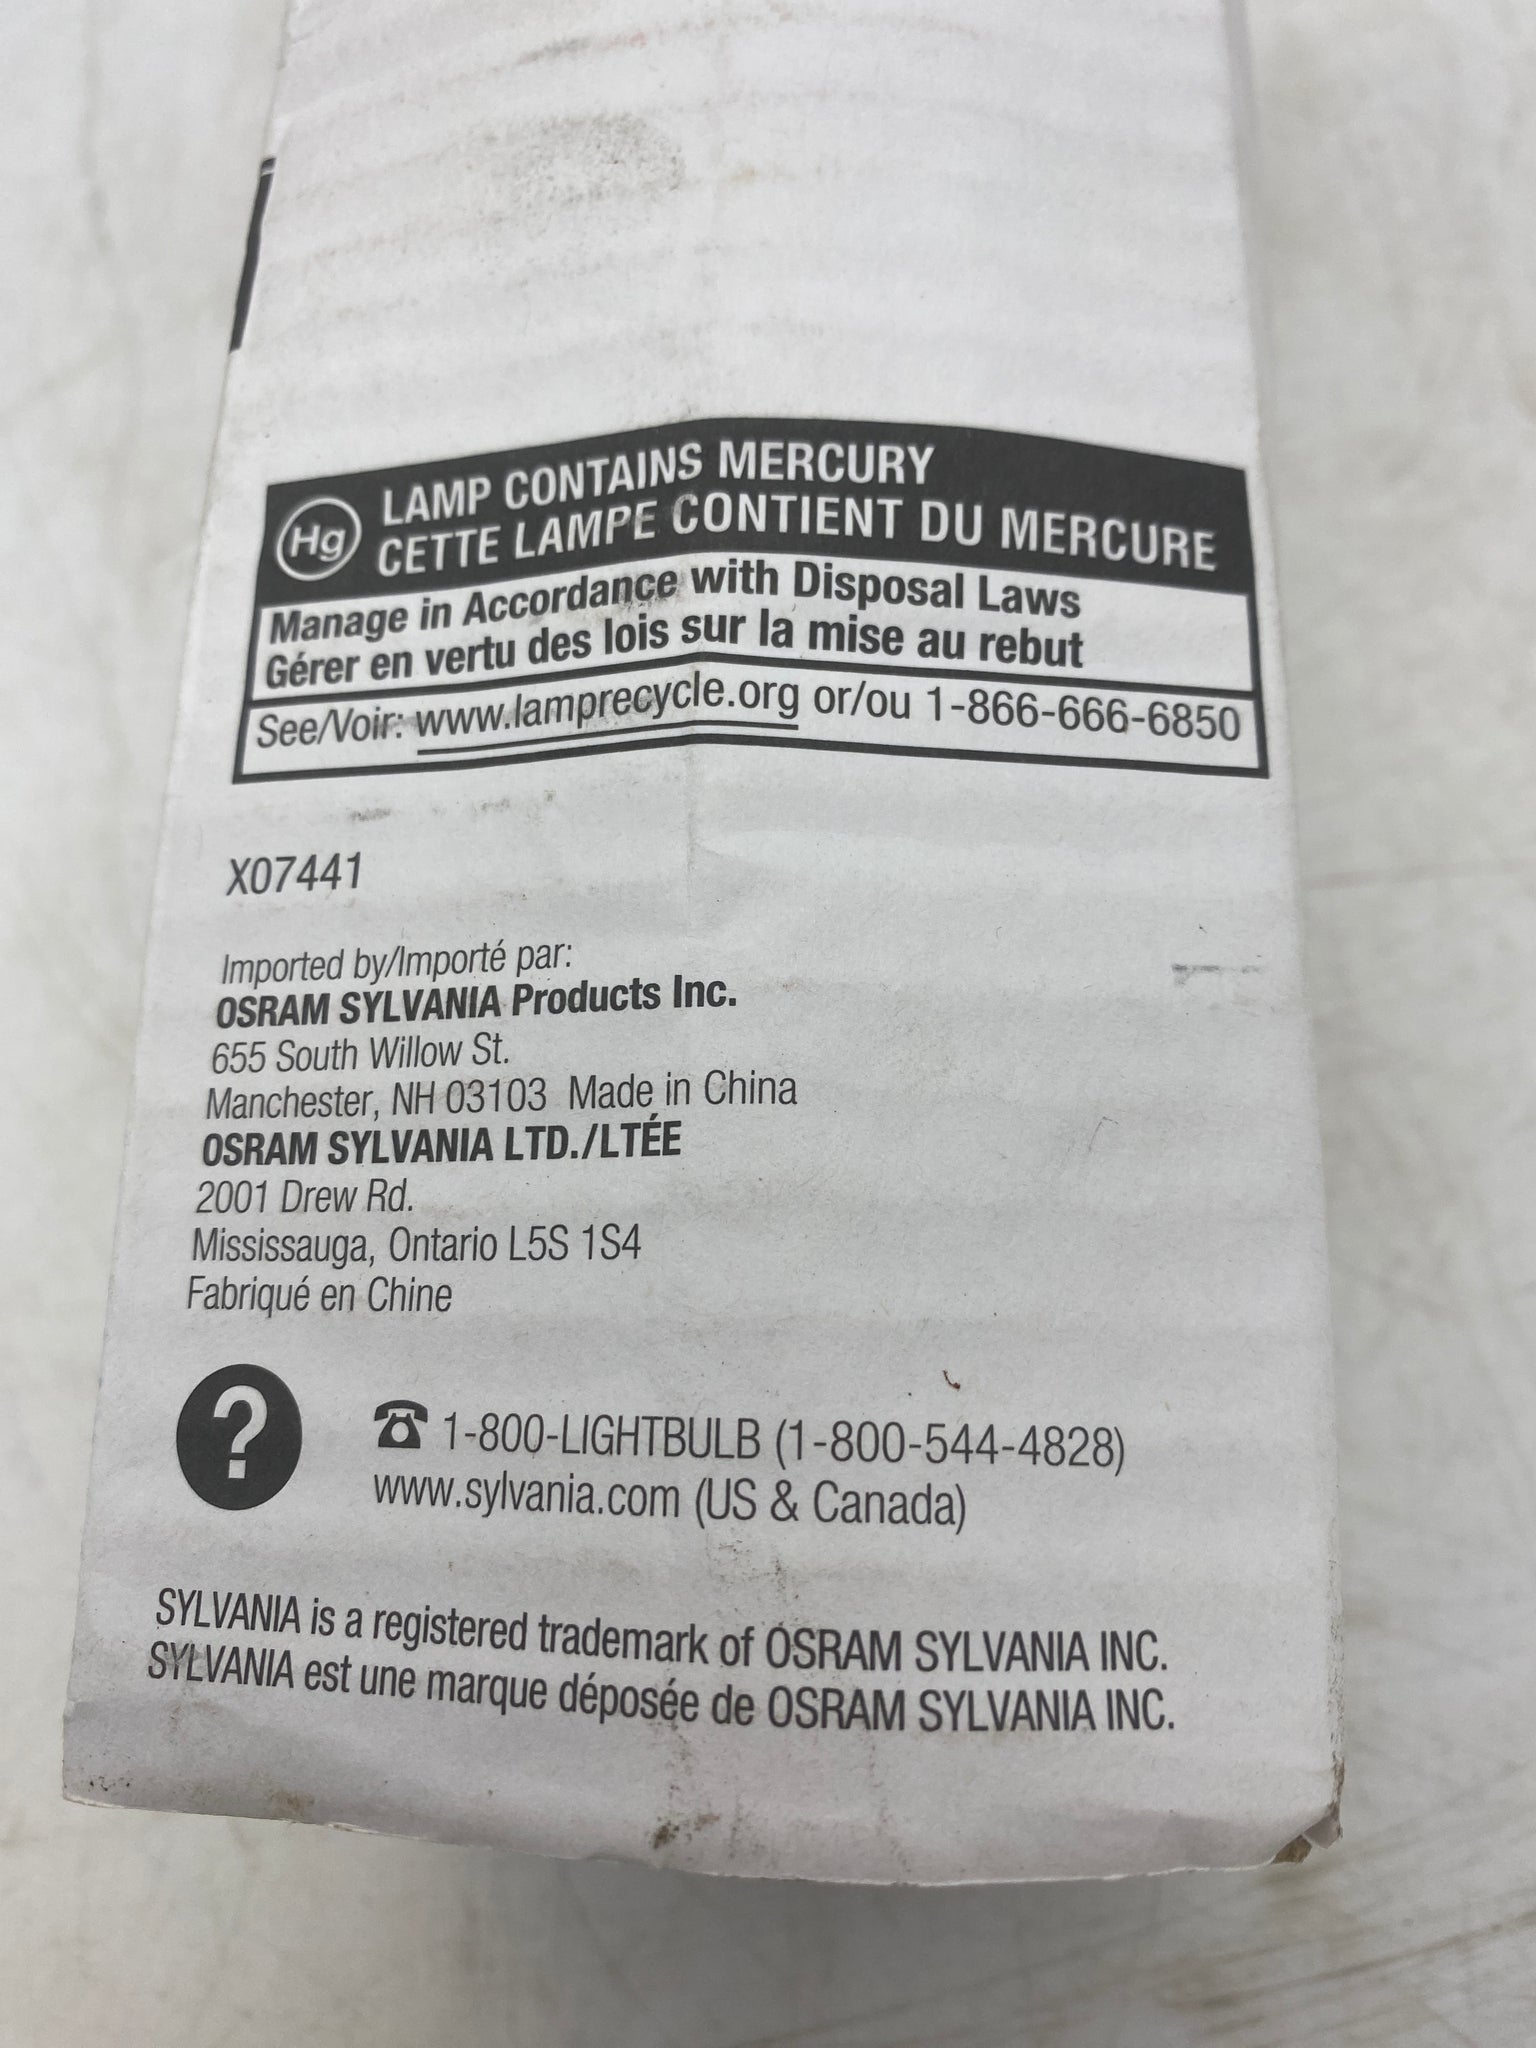 Hg
LAMP CONTAINS MERCURY
CETTE LAMPE CONTIENT DU MERCURE
Manage in Accordance with Disposal Laws
Gérer en vertu des lois sur la mise au rebut
See/Voir: www.lamprecycle.org or/ou 1-866-666-6850
X07441
Imported by/Importé par:
OSRAM SYLVANIA Products Inc.
655 South Willow St.
Manchester, NH 03103 Made in China
OSRAM SYLVANIA LTD./LTÉE
2001 Drew Rd.
Mississauga, Ontario L5S 1S4
Fabriqué en Chine
?
1-800-LIGHTBULB (1-800-544-4828)
www.sylvania.com (US & Canada)
SYLVANIA is a registered trademark of OSRAM SYLVANIA INC.
SYLVANIA est une marque déposée de OSRAM SYLVANIA INC.